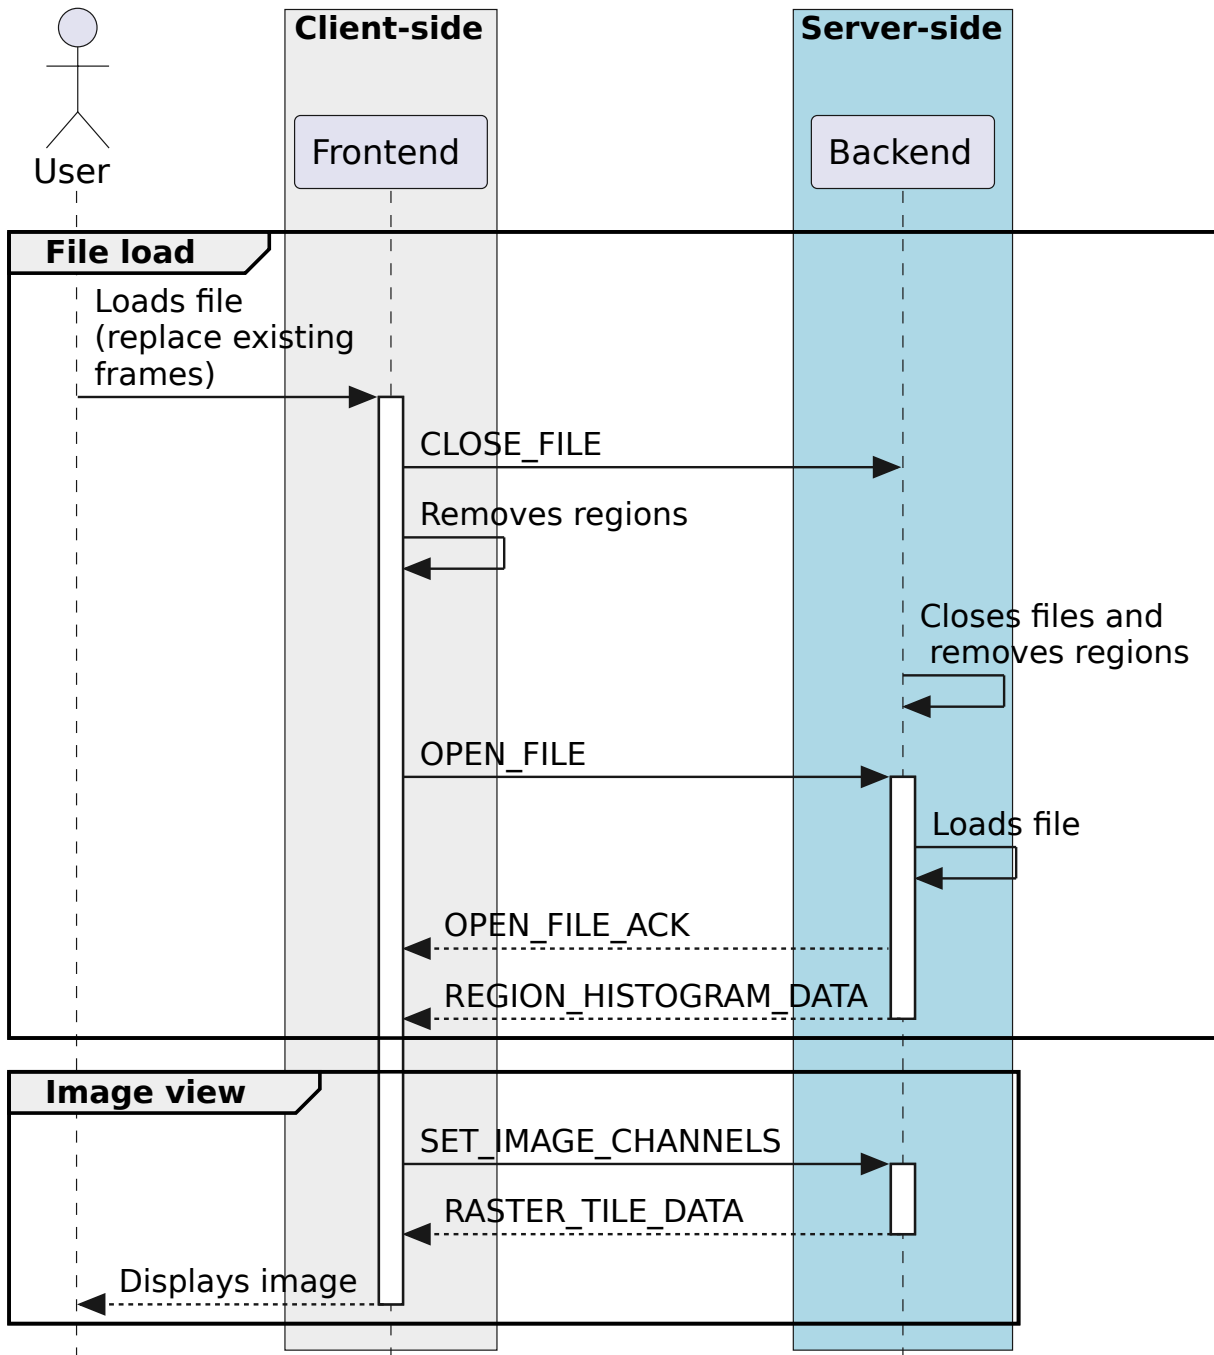 Client-side
Server-side
User
Frontend
Backend
File load
Loads file
(replace existing
frames)
CLOSE_FILE
Removes regions
Closes files and
removes regions
OPEN_FILE
Loads file
OPEN_FILE_ACK
REGION_HISTOGRAM_DATA
Image view
SET_IMAGE_CHANNELS
RASTER_TILE_DATA
Displays image